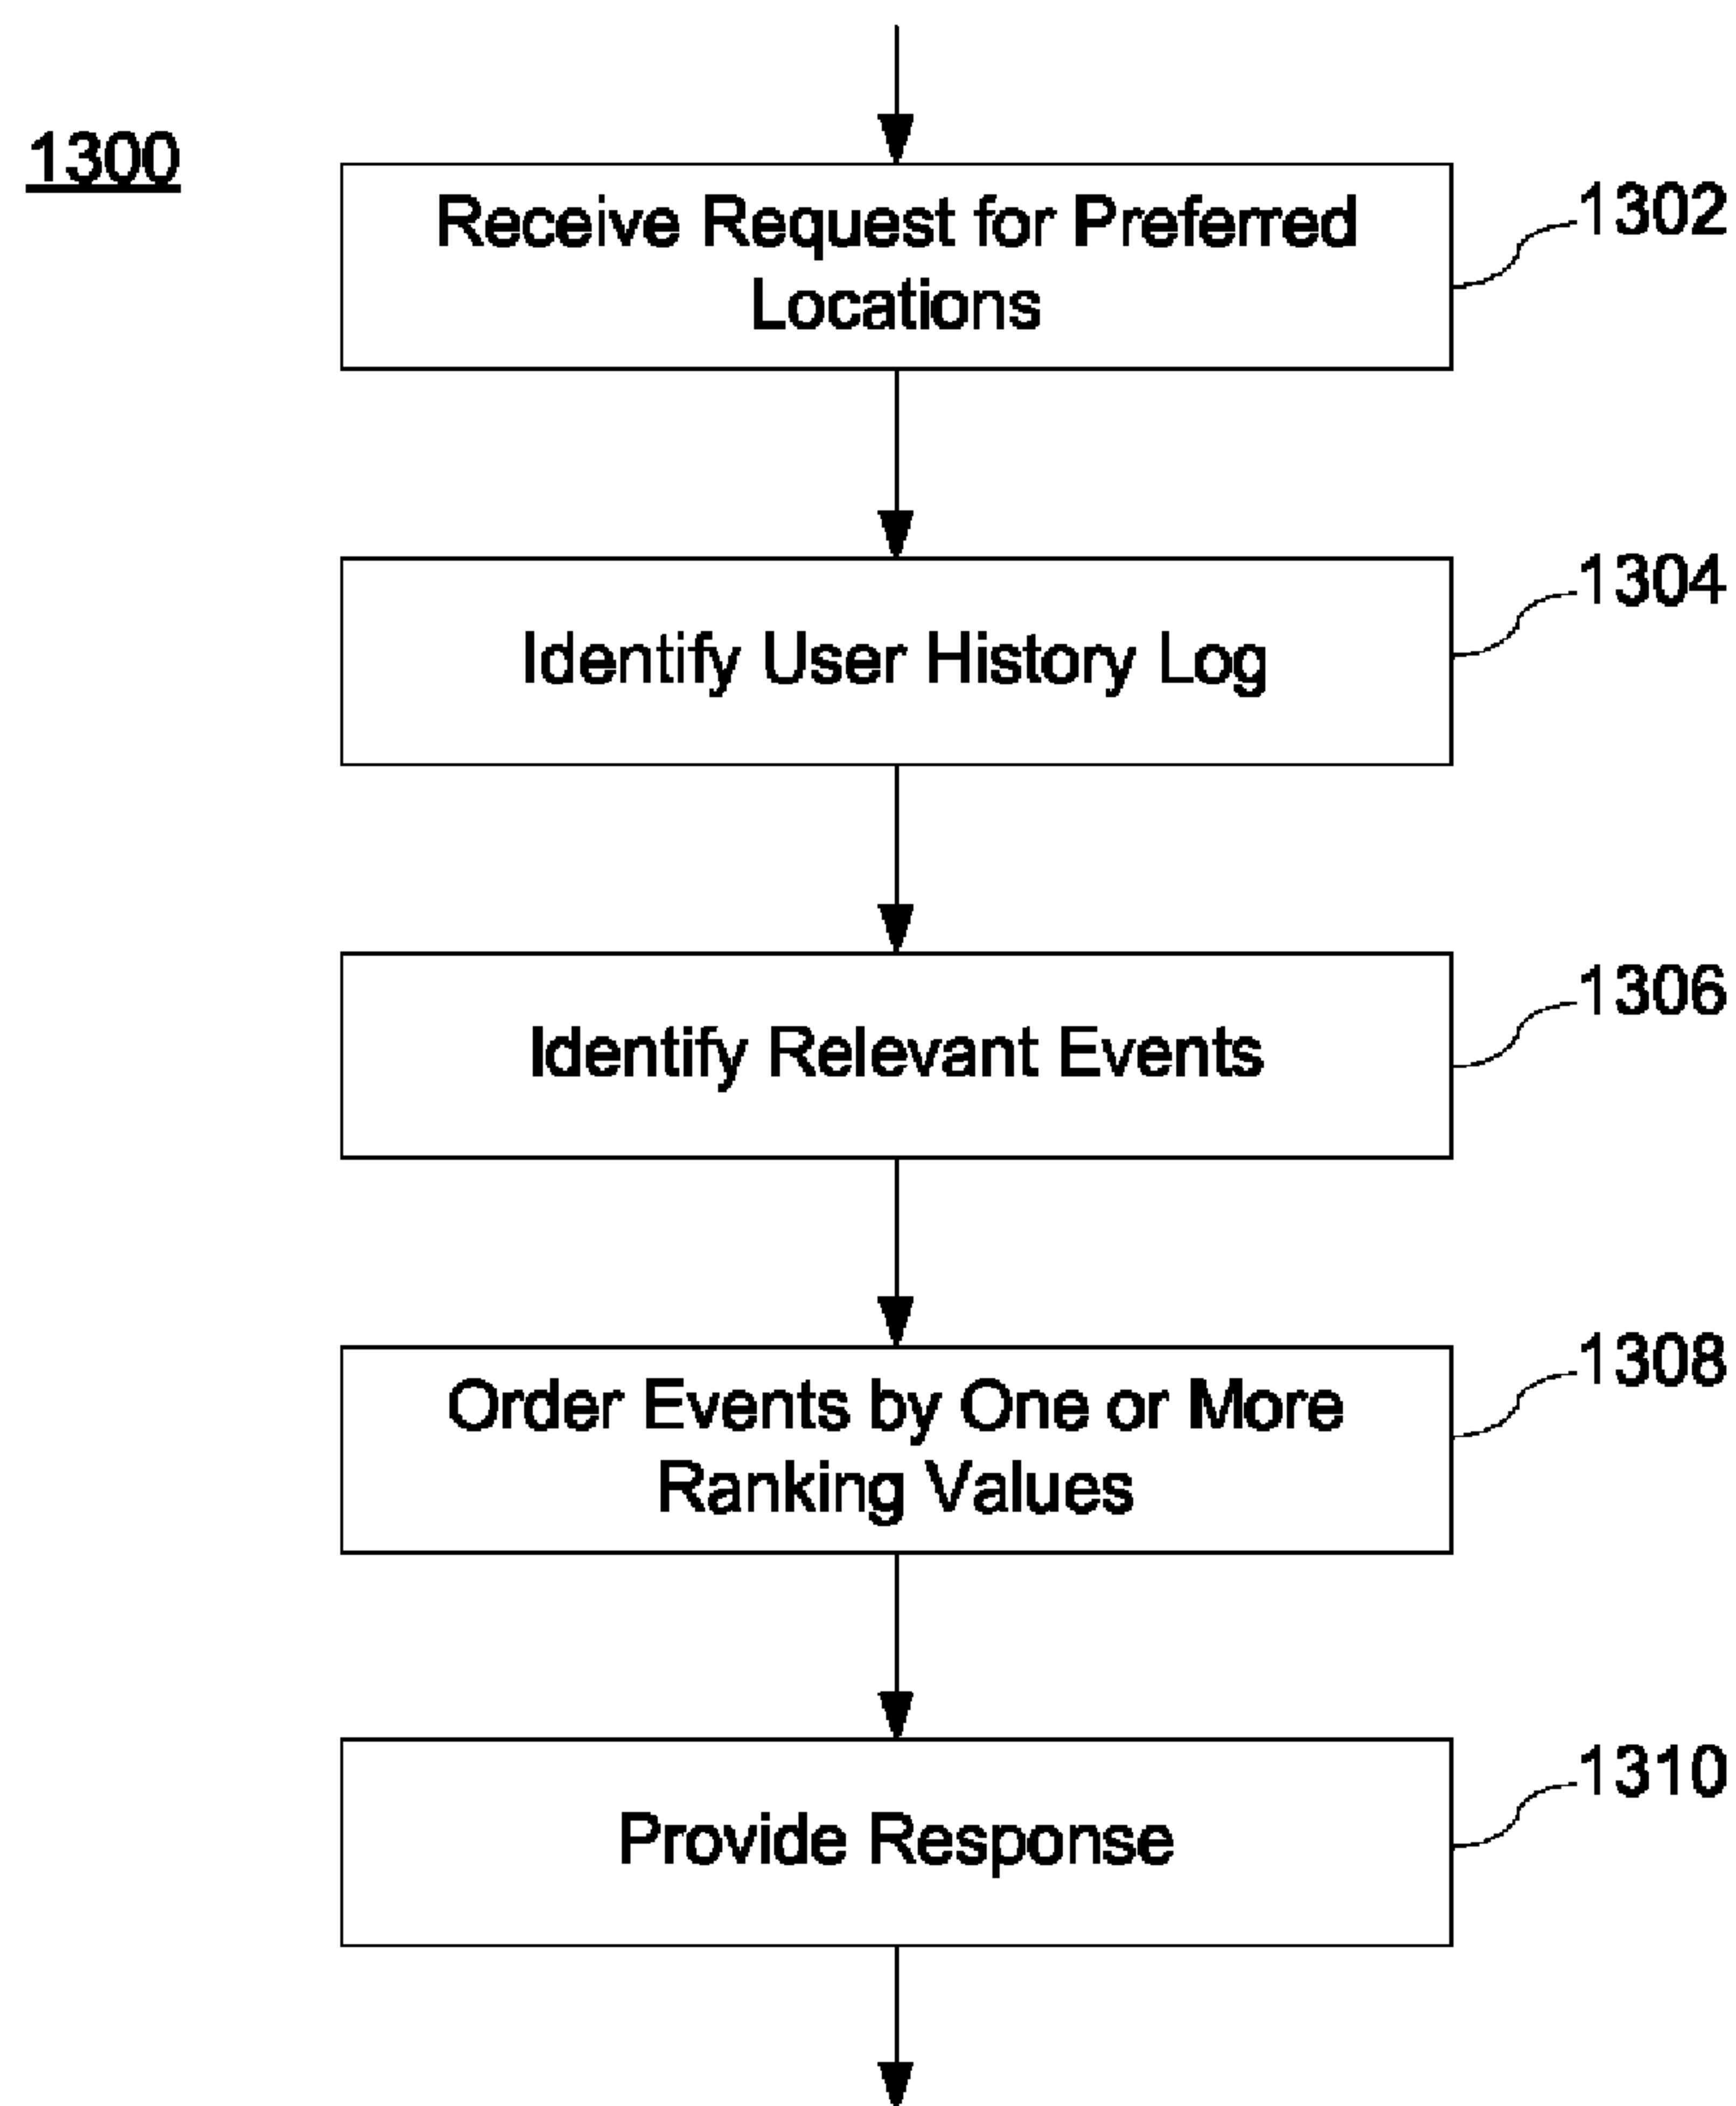 1300
Receive Request for Preferred
Locations
1302
Identify User History Log
1304
Identify Relevant Events
1306
Order Events by One or More
Ranking Values
1308
Provide Response
1310